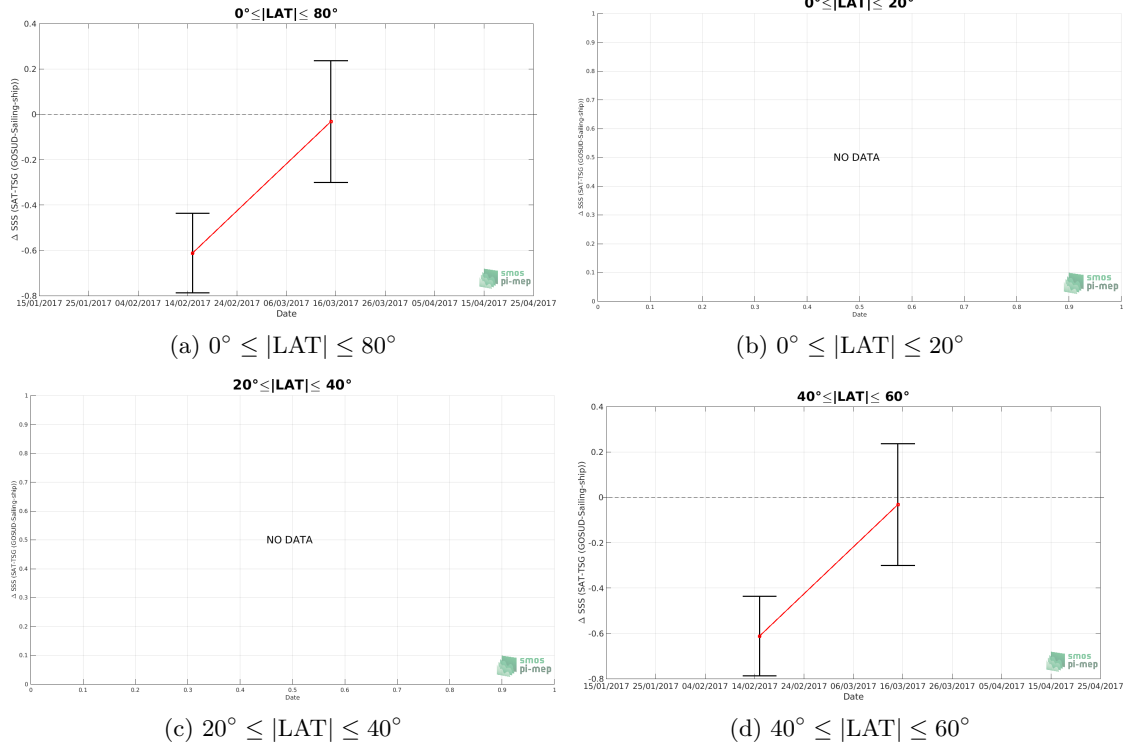 0°≤|LAT|≤ 80°
0.4
0.2
0
-0.2
-0.4
-0.6
-0.8
Δ SSS (SAT-TSG (GOSUD-Sailing-ship))
15/01/2017 25/01/2017 04/02/2017 14/02/2017 24/02/2017 06/03/2017 16/03/2017 26/03/2017 05/04/2017 15/04/2017 25/04/2017
Date
smos
pi-mep
(a) 0° ≤ |LAT| ≤ 80°
0°≤|LAT|≤ 20°
1
0.9
0.8
0.7
0.6
0.5
0.4
0.3
0.2
0.1
0
Δ SSS (SAT-TSG (GOSUD-Sailing-ship))
NO DATA
0 0.1 0.2 0.3 0.4 0.5 0.6 0.7 0.8 0.9 1
Date
smos
pi-mep
(b) 0° ≤ |LAT| ≤ 20°
20°≤|LAT|≤ 40°
1
0.9
0.8
0.7
0.6
0.5
0.4
0.3
0.2
0.1
0
Δ SSS (SAT-TSG (GOSUD-Sailing-ship))
NO DATA
0 0.1 0.2 0.3 0.4 0.5 0.6 0.7 0.8 0.9 1
Date
smos
pi-mep
(c) 20° ≤ |LAT| ≤ 40°
40°≤|LAT|≤ 60°
0.4
0.2
0
-0.2
-0.4
-0.6
-0.8
Δ SSS (SAT-TSG (GOSUD-Sailing-ship))
15/01/2017 25/01/2017 04/02/2017 14/02/2017 24/02/2017 06/03/2017 16/03/2017 26/03/2017 05/04/2017 15/04/2017 25/04/2017
Date
smos
pi-mep
(d) 40° ≤ |LAT| ≤ 60°